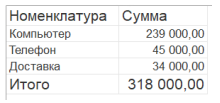 Номенклатура Сумма
Компьютер 239 000,00
Телефон 45 000,00
Доставка 34 000,00
Итого 318 000,00